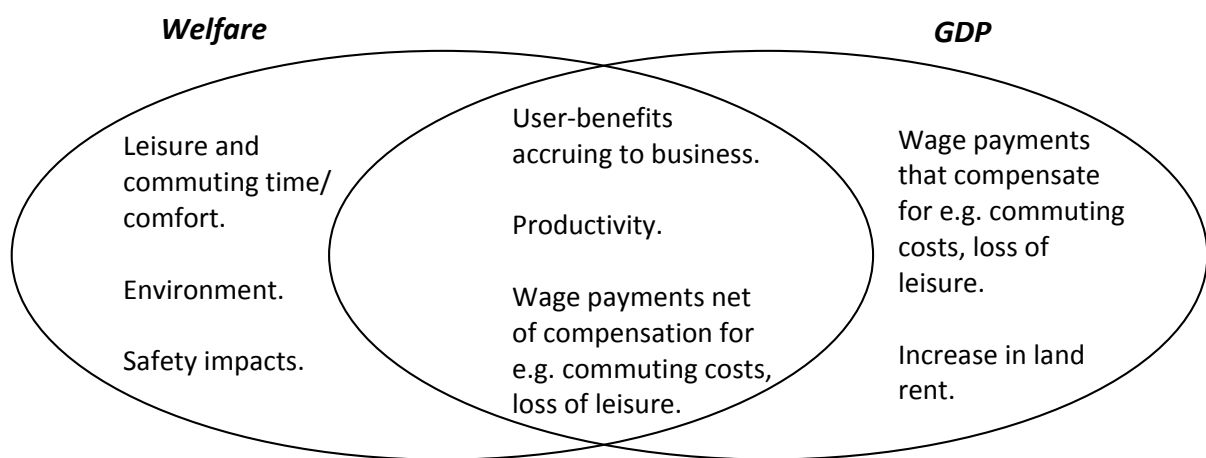 Welfare
GDP
Leisure and
commuting time/
comfort.
Environment.
Safety impacts.
User-benefits
accruing to business.
Productivity.
Wage payments net
of compensation for
e.g. commuting costs,
loss of leisure.
Wage payments
that compensate
for e.g. commuting
costs, loss of
leisure.
Increase in land
rent.